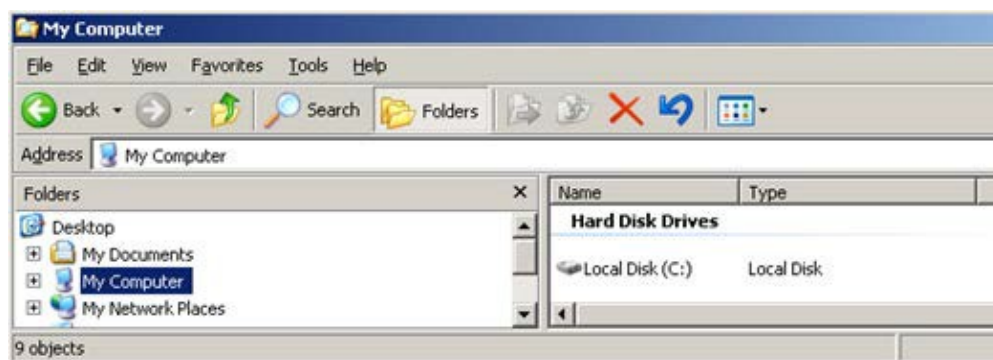 My Computer
File Edit View Favorites Tools Help
Back Search Folders
Address My Computer
Folders
Desktop
My Documents
My Computer
My Network Places
Name Type
Hard Disk Drives
Local Disk (C:) Local Disk
9 objects